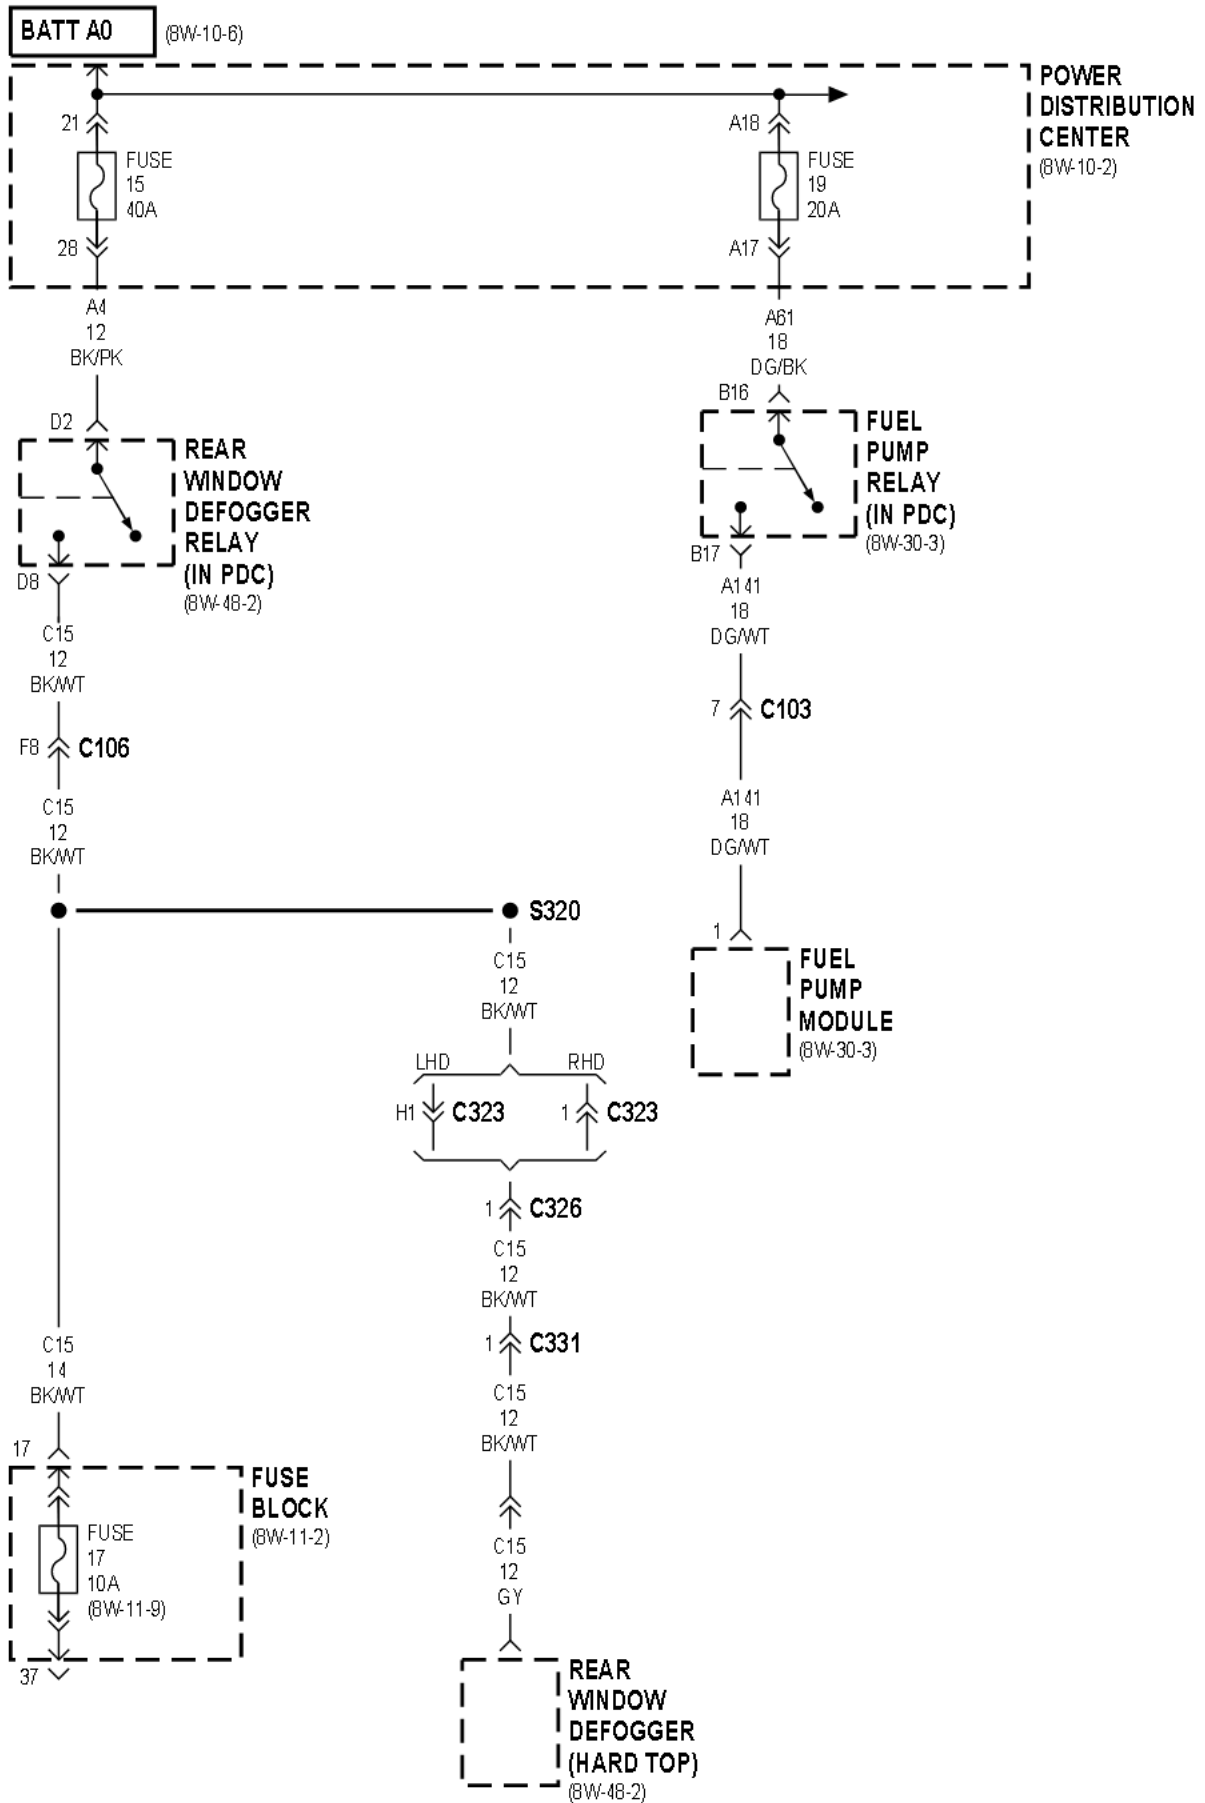 BATT A0
(8W-10-6)
POWER
DISTRIBUTION
CENTER
(8W-10-2)
21
FUSE
15
40A
28
A18
FUSE
19
20A
A17
A4
12
BK/PK
D2
REAR
WINDOW
DEFOGGER
RELAY
(IN PDC)
(8W-48-2)
D8
A61
18
DG/BK
B16
FUEL
PUMP
RELAY
(IN PDC)
(8W-30-3)
B17
A141
18
DG/WT
7
C103
A141
18
DG/WT
1
FUEL
PUMP
MODULE
(8W-30-3)
C15
12
BK/WT
F8
C106
C15
12
BK/WT
S320
C15
12
BK/WT
LHD
RHD
H1
C323
1
C323
1
C326
C15
12
BK/WT
1
C331
C15
12
BK/WT
C15
12
GY
REAR
WINDOW
DEFOGGER
(HARD TOP)
(8W-48-2)
C15
14
BK/WT
17
FUSE
BLOCK
(8W-11-2)
FUSE
17
10A
(8W-11-9)
37